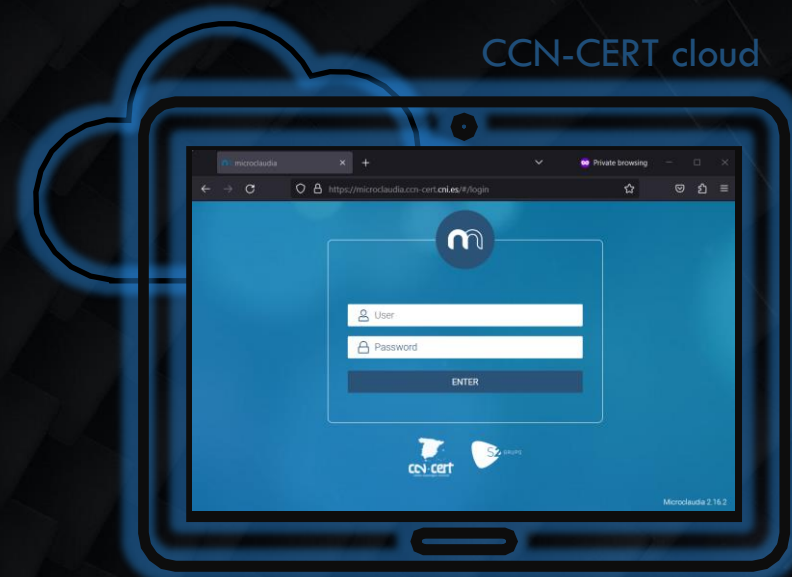 CCN-CERT cloud
microclaudia
Private browsing
https://microclaudia.ccn-cert.cni.es/#/login
User
Password
ENTER
ccn-cert
S2 GRUPO
Microclaudia 2.16.2